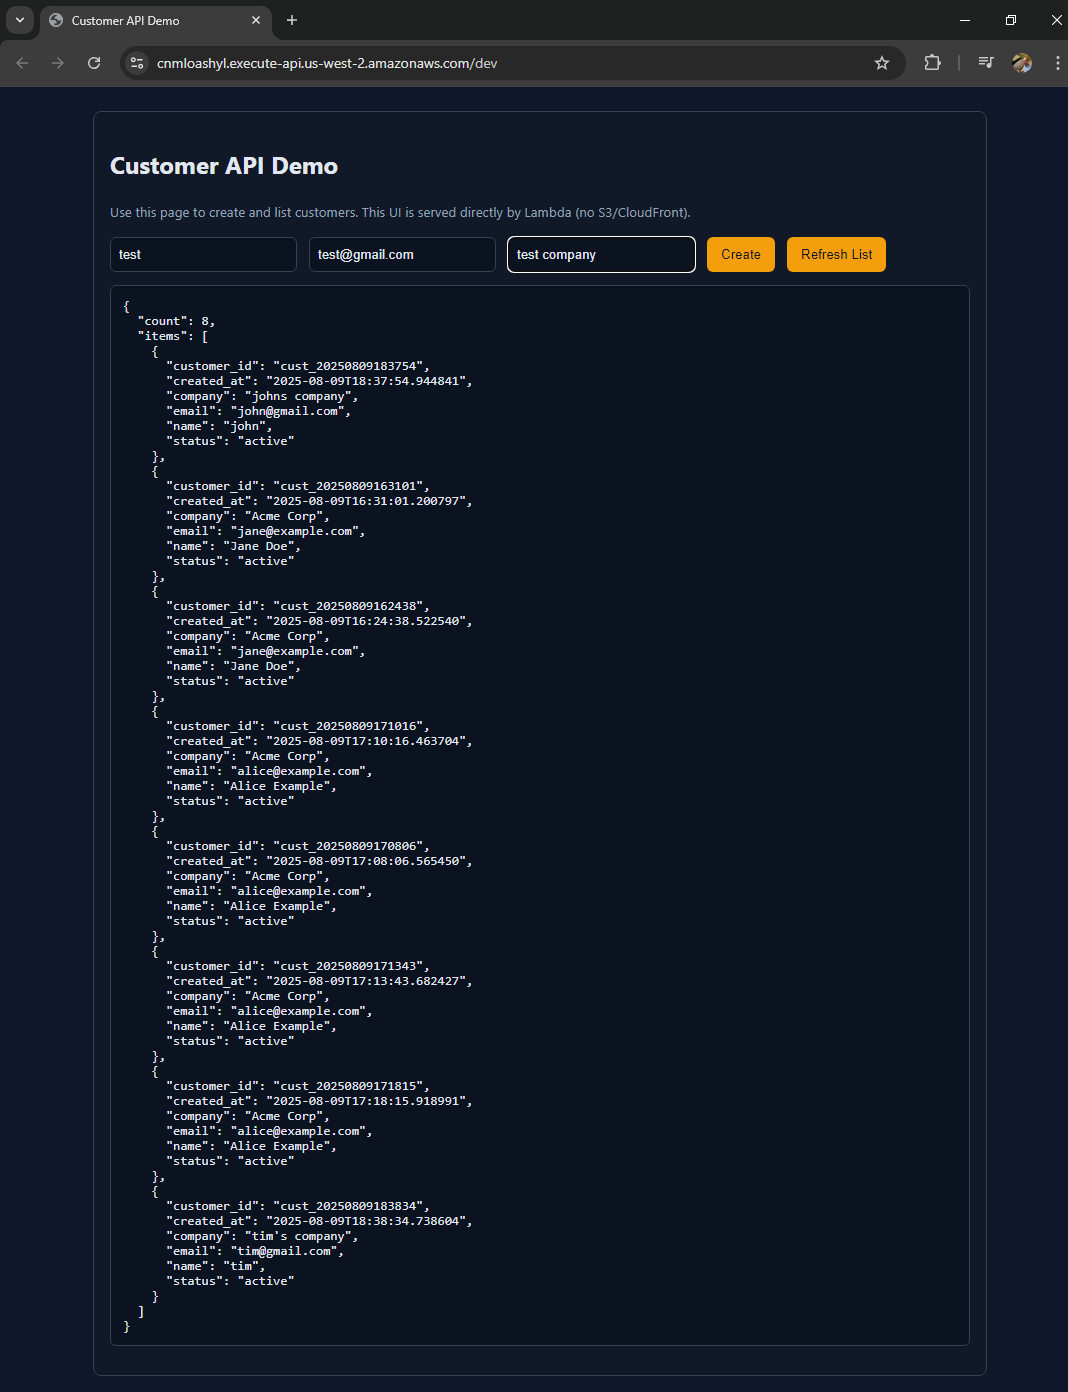 Customer API Demo
cnmloashyl.execute-api.us-west-2.amazonaws.com/dev
Customer API Demo
Use this page to create and list customers. This UI is served directly by Lambda (no S3/CloudFront).
test test@gmail.com test company Create Refresh List
{
  "count": 8,
  "items": [
    {
      "customer_id": "cust_20250809183754",
      "created_at": "2025-08-09T18:37:54.944841",
      "company": "johns company",
      "email": "john@gmail.com",
      "name": "john",
      "status": "active"
    },
    {
      "customer_id": "cust_20250809163101",
      "created_at": "2025-08-09T16:31:01.200797",
      "company": "Acme Corp",
      "email": "jane@example.com",
      "name": "Jane Doe",
      "status": "active"
    },
    {
      "customer_id": "cust_20250809162438",
      "created_at": "2025-08-09T16:24:38.522540",
      "company": "Acme Corp",
      "email": "jane@example.com",
      "name": "Jane Doe",
      "status": "active"
    },
    {
      "customer_id": "cust_20250809171016",
      "created_at": "2025-08-09T17:10:16.463704",
      "company": "Acme Corp",
      "email": "alice@example.com",
      "name": "Alice Example",
      "status": "active"
    },
    {
      "customer_id": "cust_20250809170806",
      "created_at": "2025-08-09T17:08:06.565450",
      "company": "Acme Corp",
      "email": "alice@example.com",
      "name": "Alice Example",
      "status": "active"
    },
    {
      "customer_id": "cust_20250809171343",
      "created_at": "2025-08-09T17:13:43.682427",
      "company": "Acme Corp",
      "email": "alice@example.com",
      "name": "Alice Example",
      "status": "active"
    },
    {
      "customer_id": "cust_20250809171815",
      "created_at": "2025-08-09T17:18:15.918991",
      "company": "Acme Corp",
      "email": "alice@example.com",
      "name": "Alice Example",
      "status": "active"
    },
    {
      "customer_id": "cust_20250809183834",
      "created_at": "2025-08-09T18:38:34.738604",
      "company": "tim's company",
      "email": "tim@gmail.com",
      "name": "tim",
      "status": "active"
    }
  ]
}